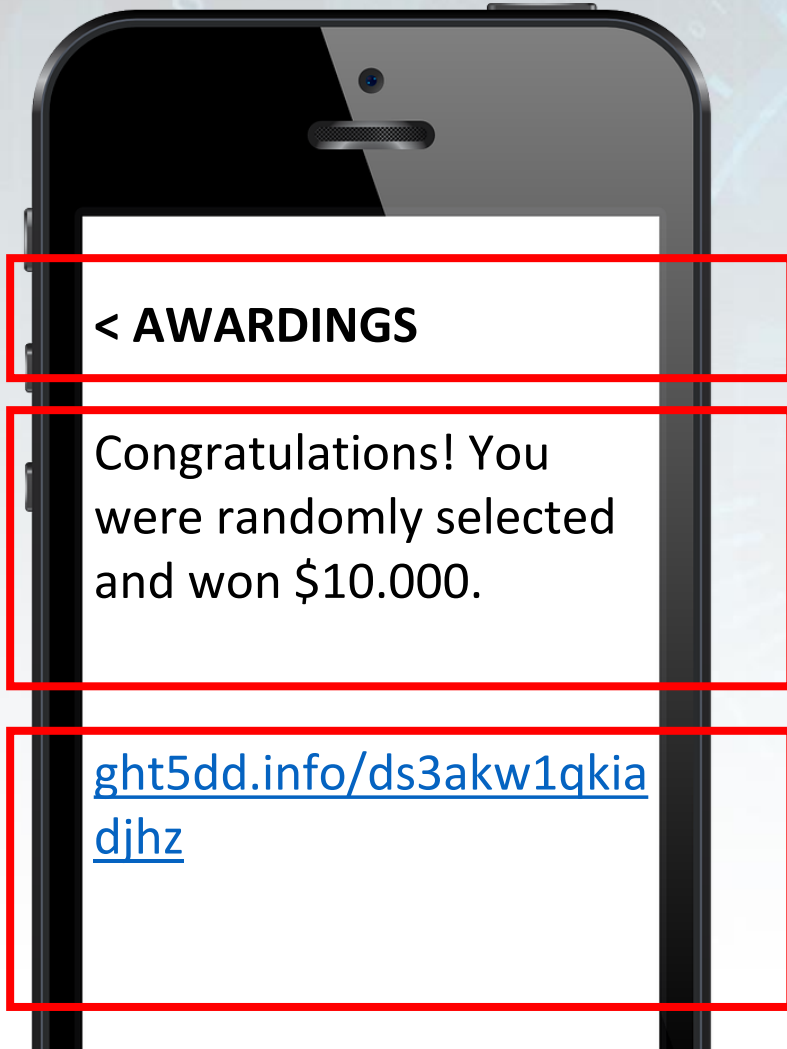 < AWARDINGS
Congratulations! You
were randomly selected
and won $10.000.
ght5dd.info/ds3akw1qkia
djhz